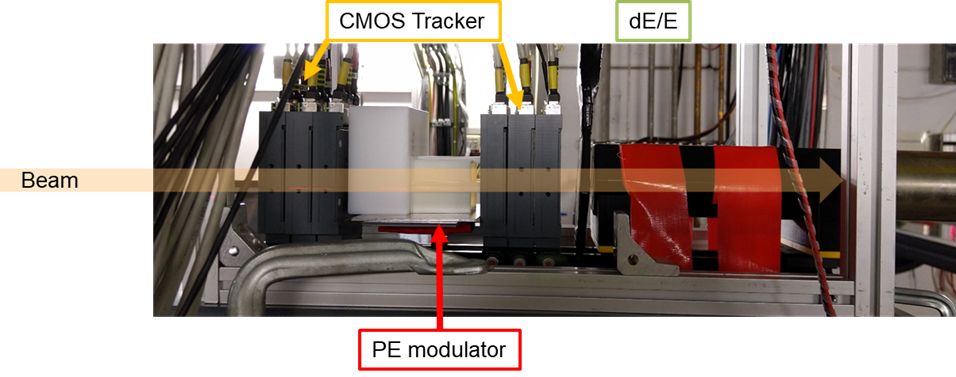 CMOS Tracker
dE/E
Beam
PE modulator